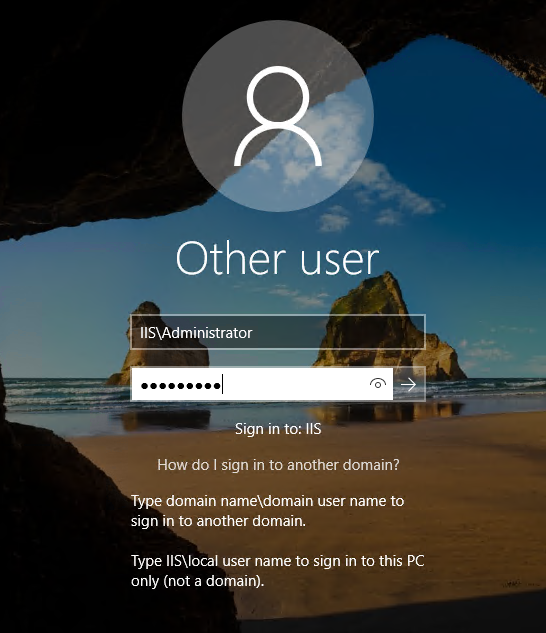 Other user
IIS\Administrator
●●●●●●●●●
Sign in to: IIS
How do I sign in to another domain?
Type domain name\domain user name to
sign in to another domain.
Type IIS\local user name to sign in to this PC
only (not a domain).